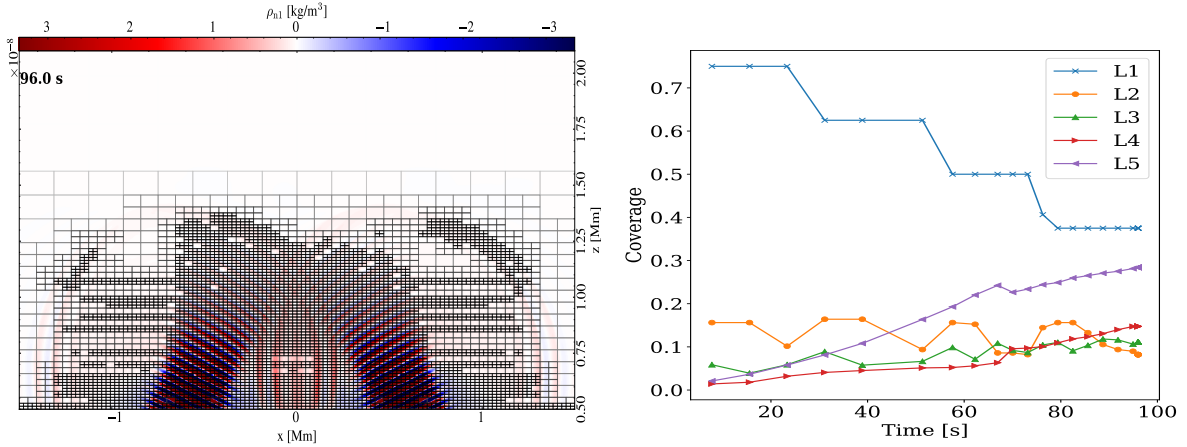 ρn1 [kg/m³]
3 2 1 0 −1 −2 −3
×10⁻⁸
96.0 s
2.00
1.75
1.50
1.25
1.00
0.75
0.50
z [Mm]
−1 0 1
x [Mm]
0.7
0.6
0.5
0.4
0.3
0.2
0.1
0.0
Coverage
L1
L2
L3
L4
L5
20 40 60 80 100
Time [s]